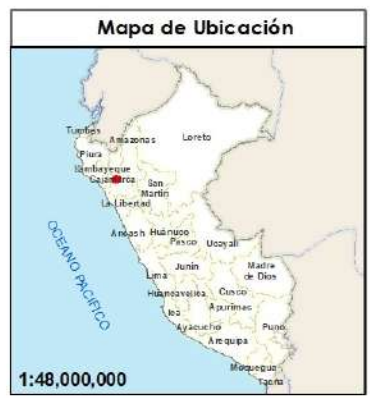 Mapa de Ubicación
Tumbes
Amazonas
Loreto
Piura
Lambayeque
Cajamarca
San
Martín
La Libertad
Ancash
Huánuco
Pasco
Ucayali
OCEANO PACIFICO
Junín
Madre
de Dios
Lima
Huancavelica
Cusco
Ica
Apurimac
Ayacucho
Puno
Arequipa
Moquegua
Tacna
1:48,000,000